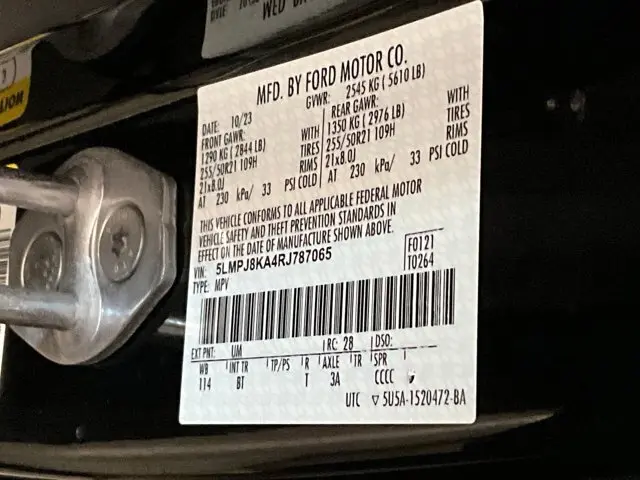 WED
AJOR
MFD. BY FORD MOTOR CO.
DATE: 10/23 GVWR: 2545 KG ( 5610 LB)
FRONT GAWR: REAR GAWR:
1290 KG ( 2844 LB) WITH 1350 KG ( 2976 LB) WITH
255/50R21 109H TIRES 255/50R21 109H TIRES
21x8.0J RIMS 21x8.0J RIMS
AT 230 kPa/ 33 PSI COLD AT 230 kPa/ 33 PSI COLD
THIS VEHICLE CONFORMS TO ALL APPLICABLE FEDERAL MOTOR
VEHICLE SAFETY AND THEFT PREVENTION STANDARDS IN
EFFECT ON THE DATE OF MANUFACTURE SHOWN ABOVE.
VIN: 5LMPJ8KA4RJ787065 F0121
TYPE: MPV T0264
EXT PNT: UM RC: 28 DSO:
WB INT TR TP/PS R AXLE TR SPR
114 BT T 3A CCCC
UTC ▽ 5U5A-1520472-BA